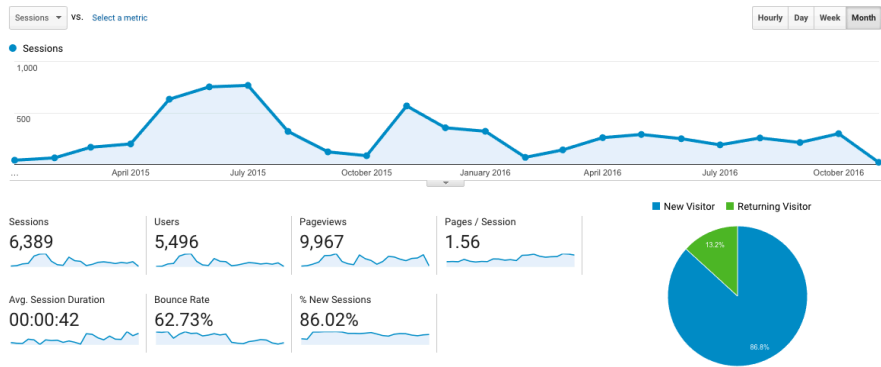 Sessions VS. Select a metric Hourly Day Week Month
Sessions
1,000
500
... April 2015 July 2015 October 2015 January 2016 April 2016 July 2016 October 2016
Sessions Users Pageviews Pages / Session
6,389 5,496 9,967 1.56
Avg. Session Duration Bounce Rate % New Sessions
00:00:42 62.73% 86.02%
New Visitor Returning Visitor
13.2%
86.8%